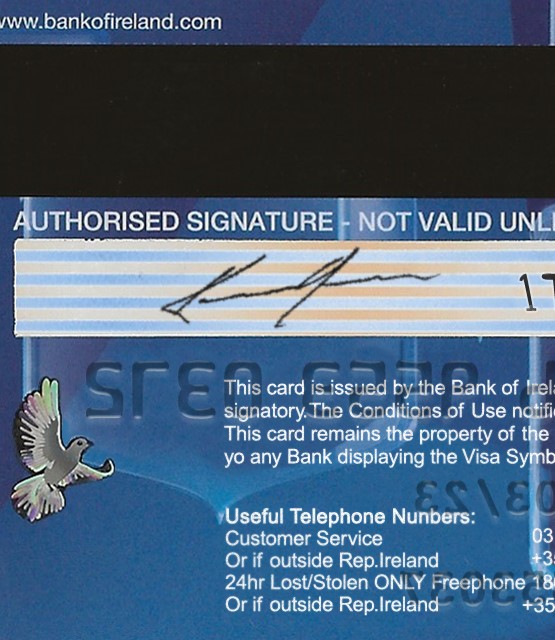 www.bankofireland.com
AUTHORISED SIGNATURE - NOT VALID
This card is issued by the Bank of
signatory.The Conditions of Use
This card remains the property of the
yo any Bank displaying the Visa
Useful Telephone Nunbers:
Customer Service 03
Or if outside Rep.Ireland
24hr Lost/Stolen ONLY Freephone
Or if outside Rep.Ireland +35